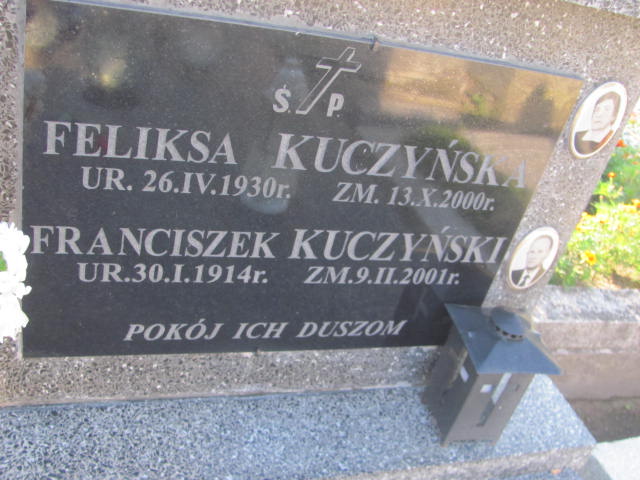 Ś. P.
FELIKSA KUCZYŃSKA
UR. 26.IV.1930r. ZM. 13.X.2000r.
FRANCISZEK KUCZYŃSKI
UR.30.I.1914r. ZM.9.II.2001r.
POKÓJ ICH DUSZOM